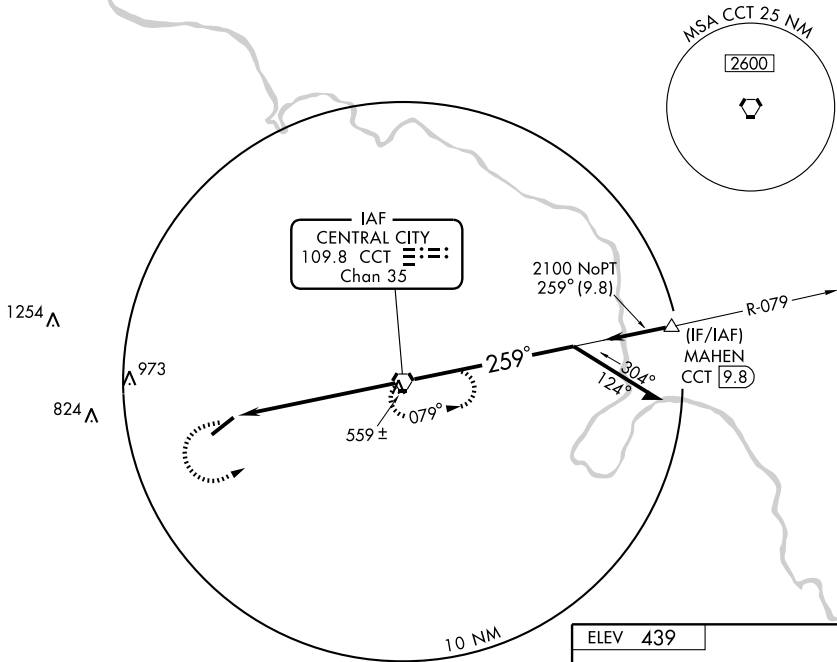 MSA CCT 25 NM
2600
IAF
CENTRAL CITY
109.8 CCT
Chan 35
2100 NoPT
259° (9.8)
R-079
(IF/IAF)
MAHEN
CCT 9.8
1254
973
824
259°
304°
124°
079°
559 ±
10 NM
ELEV 439